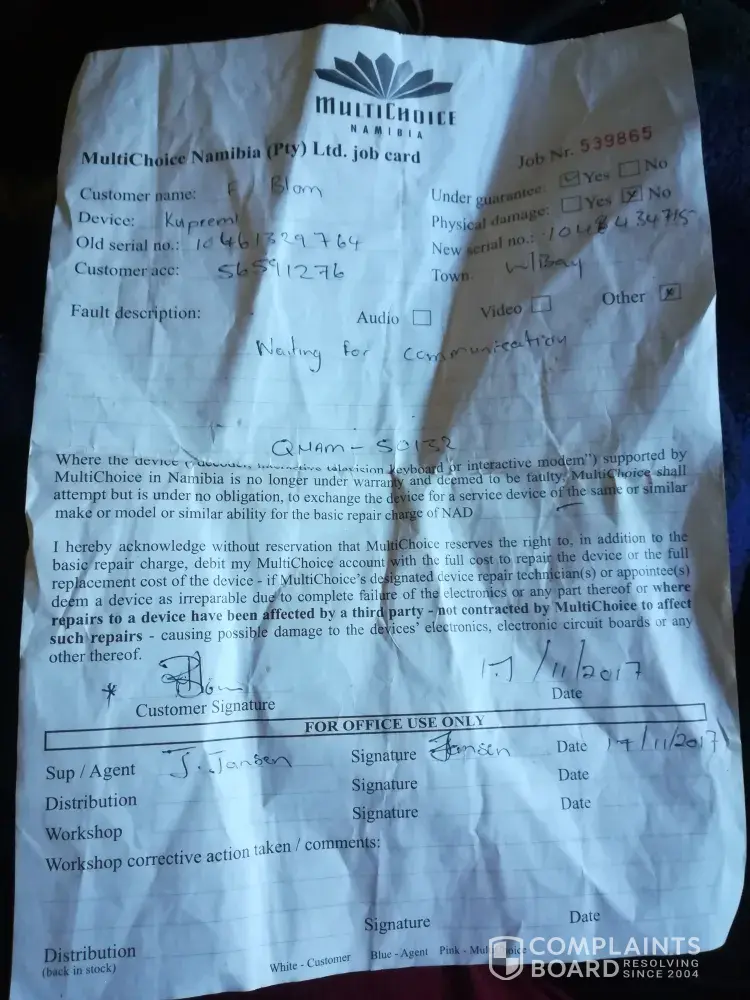 MULTICHOICE
NAMIBIA
MultiChoice Namibia (Pty) Ltd. job card
Job Nr. 539865
Customer name: F Blom
Under guarantee: Yes No
Device:
Physical damage: Yes No
Old serial no.: 10461329764
New serial no.:
Customer acc: 56591276
Town W/Bay
Fault description: Audio Video Other
Waiting for communication
QNAM-50132
Where the device ("decoder, interactive television keyboard or interactive modem") supported by
MultiChoice in Namibia is no longer under warranty and deemed to be faulty, MultiChoice shall
attempt but is under no obligation, to exchange the device for a service device of the same or similar
make or model or similar ability for the basic repair charge of NAD
I hereby acknowledge without reservation that MultiChoice reserves the right to, in addition to the
basic repair charge, debit my MultiChoice account with the full cost to repair the device or the full
replacement cost of the device - if MultiChoice's designated device repair technician(s) or appointee(s)
deem a device as irreparable due to complete failure of the electronics or any part thereof or where
repairs to a device have been affected by a third party - not contracted by MultiChoice to affect
such repairs - causing possible damage to the devices' electronics, electronic circuit boards or any
other thereof.
* 17/11/2017
Customer Signature Date
FOR OFFICE USE ONLY
Sup / Agent J. Jansen Signature Jansen Date 17/11/2017
Distribution Signature Date
Workshop Signature Date
Workshop corrective action taken / comments:
Signature Date
Distribution
(back in stock)
White - Customer Blue - Agent Pink - MultiChoice
COMPLAINTS
BOARD RESOLVING
SINCE 2004